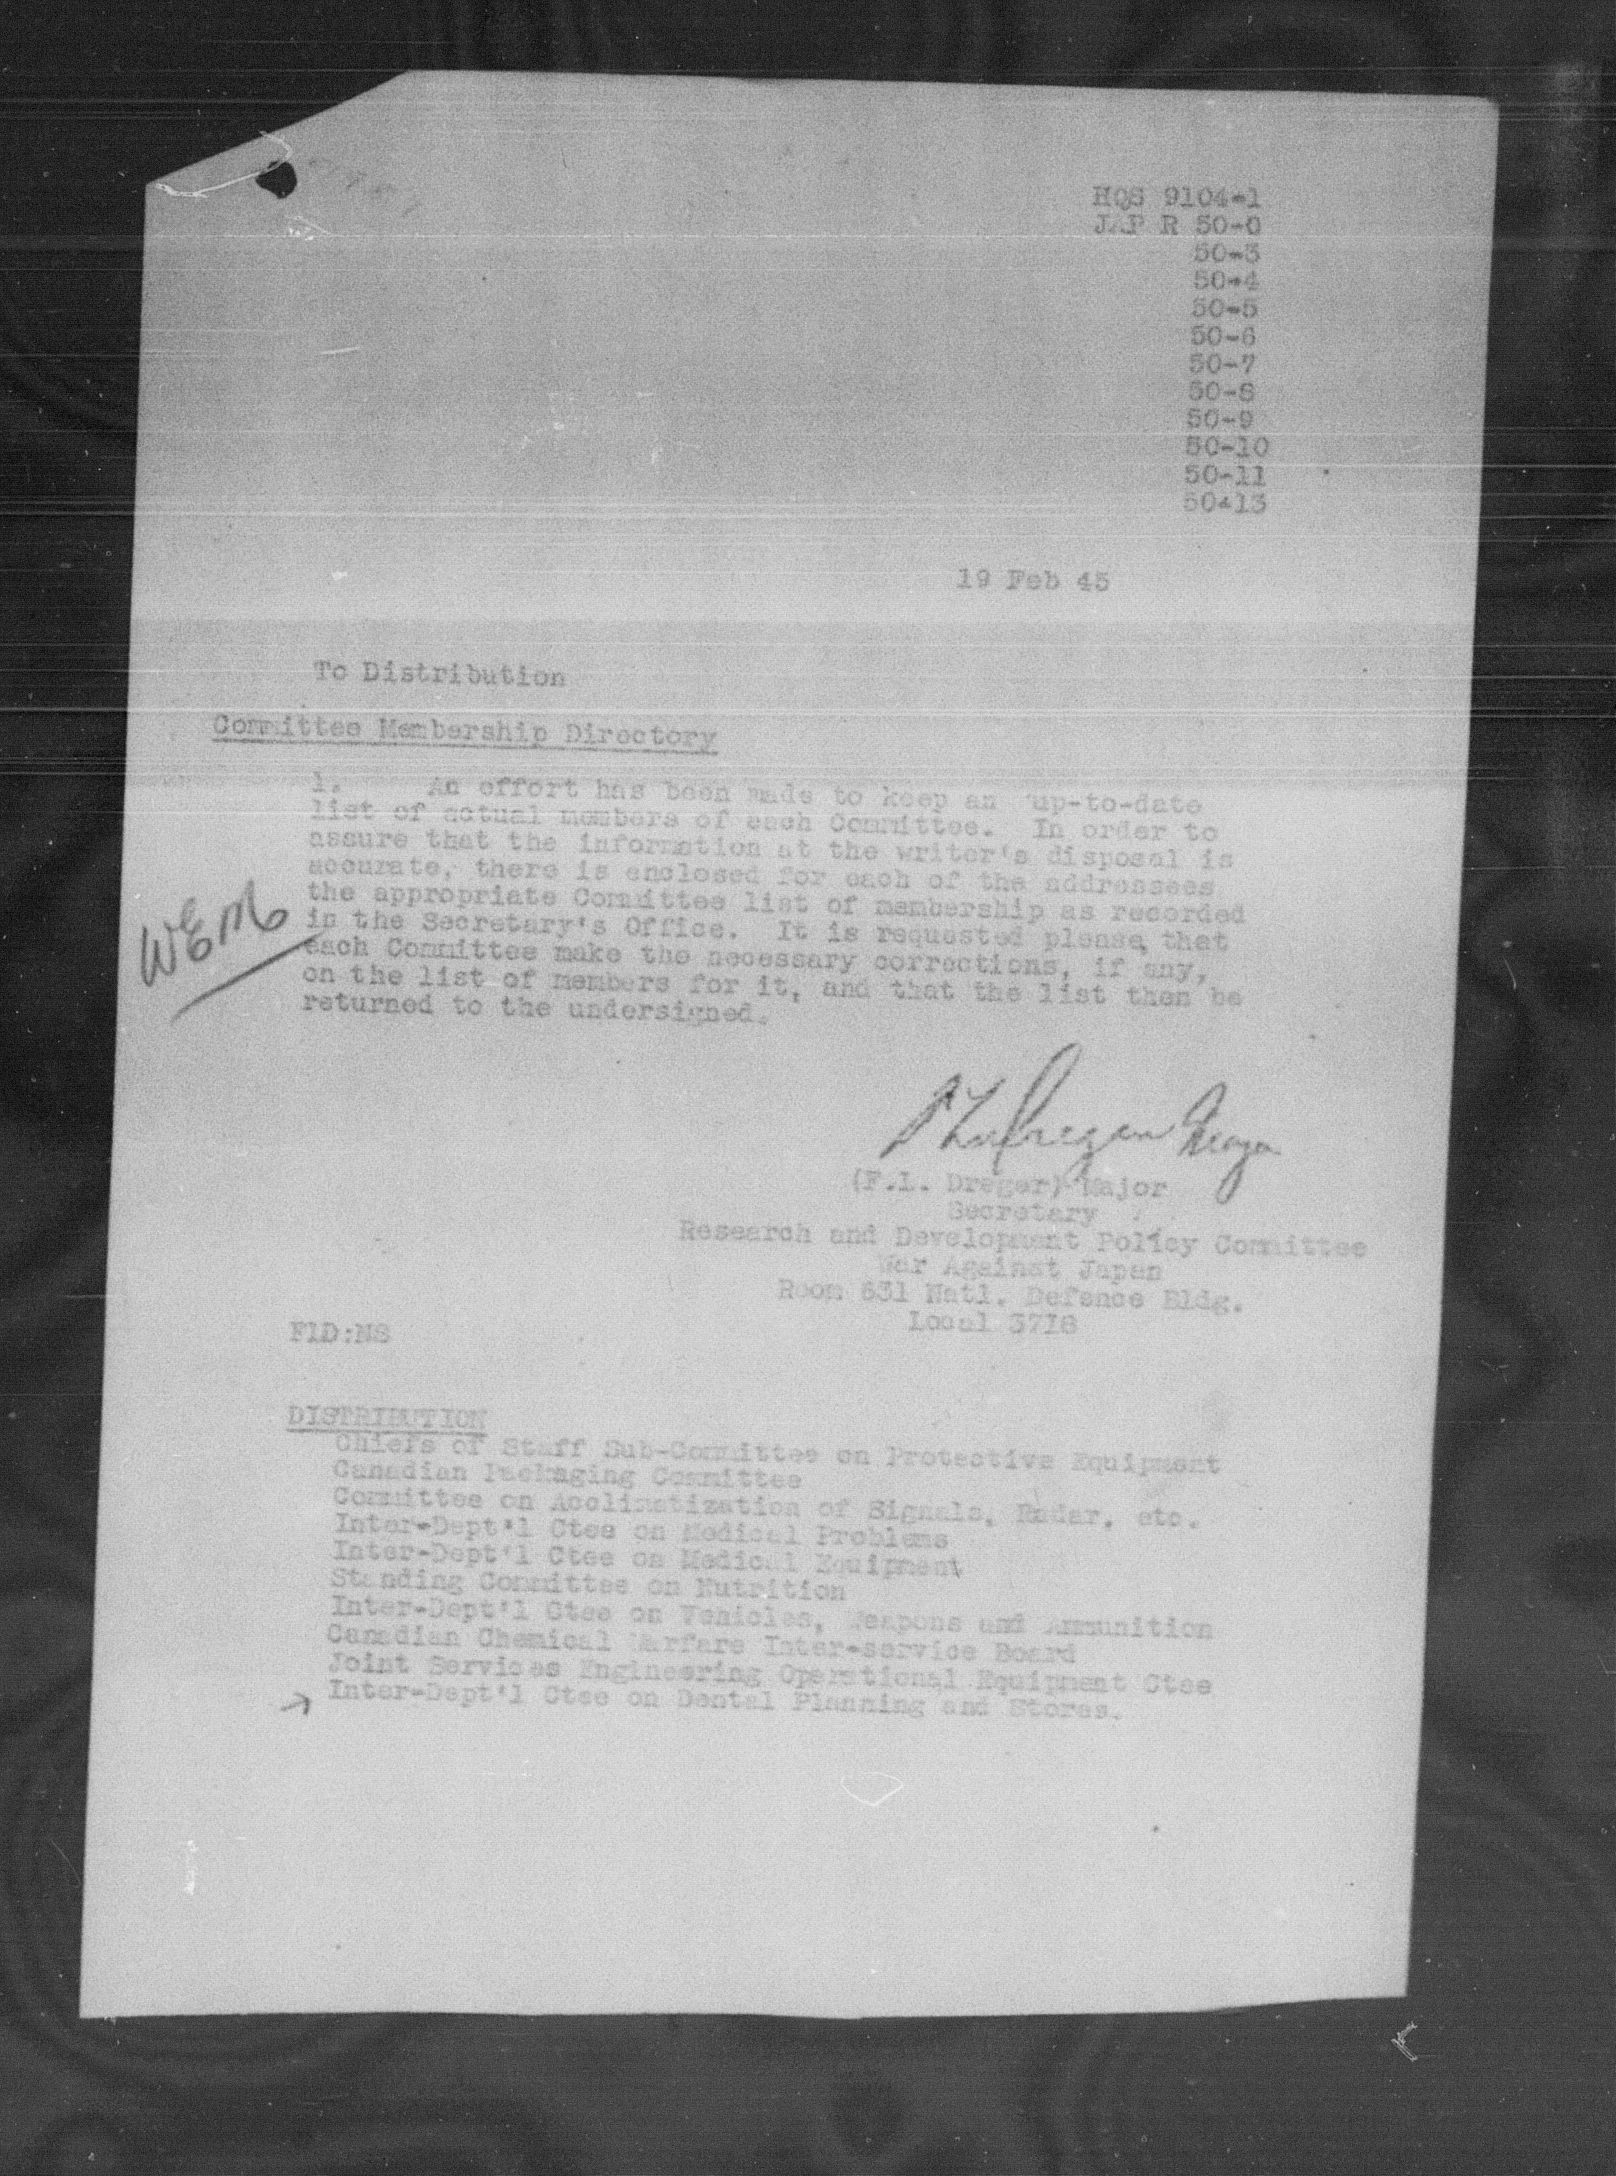 HQS 9104-1
JAP R 50-0
50-3
50-4
50-5
50-6
50-7
50-8
50-9
50-10
50-11
50-13
19 Feb 45
To Distribution
Committee Membership Directory
1. An effort has been made to keep an up-to-date
list of actual members of each Committee. In order to
assure that the information at the writer's disposal is
accurate, there is enclosed for each of the addressees
the appropriate Committee list of membership as recorded
in the Secretary's Office. It is requested please, that
each Committee make the necessary corrections, if any,
on the list of members for it, and that the list then be
returned to the undersigned.
WEM
(F.L. Dreger) Major
Secretary
Research and Development Policy Committee
War Against Japan
Room 631 Natl. Defence Bldg.
Local 3716
FLD:NS
DISTRIBUTION
Chiefs of Staff Sub-Committee on Protective Equipment
Canadian Packaging Committee
Committee on Acclimatization of Signals, Radar, etc.
Inter-Dept'l Ctee on Medical Problems
Inter-Dept'l Ctee on Medical Equipment
Standing Committee on Nutrition
Inter-Dept'l Ctee on Vehicles, Weapons and Ammunition
Canadian Chemical Warfare Inter-service Board
Joint Services Engineering Operational Equipment Ctee
Inter-Dept'l Ctee on Dental Planning and Stores.